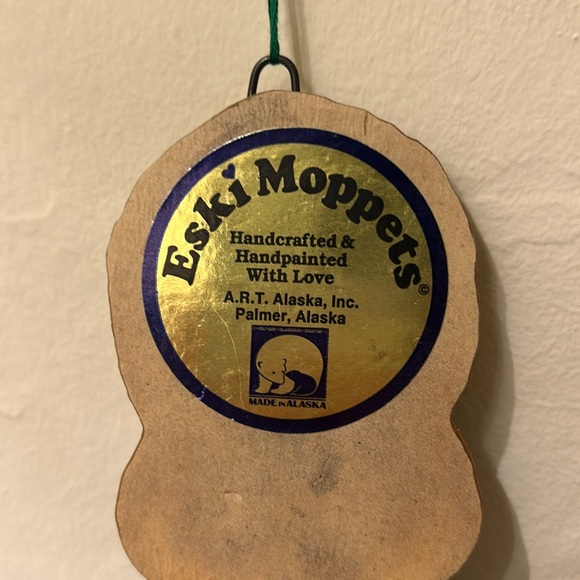 Eski Moppets©
Handcrafted &
Handpainted
With Love
A.R.T. Alaska, Inc.
Palmer, Alaska
MADE IN ALASKA